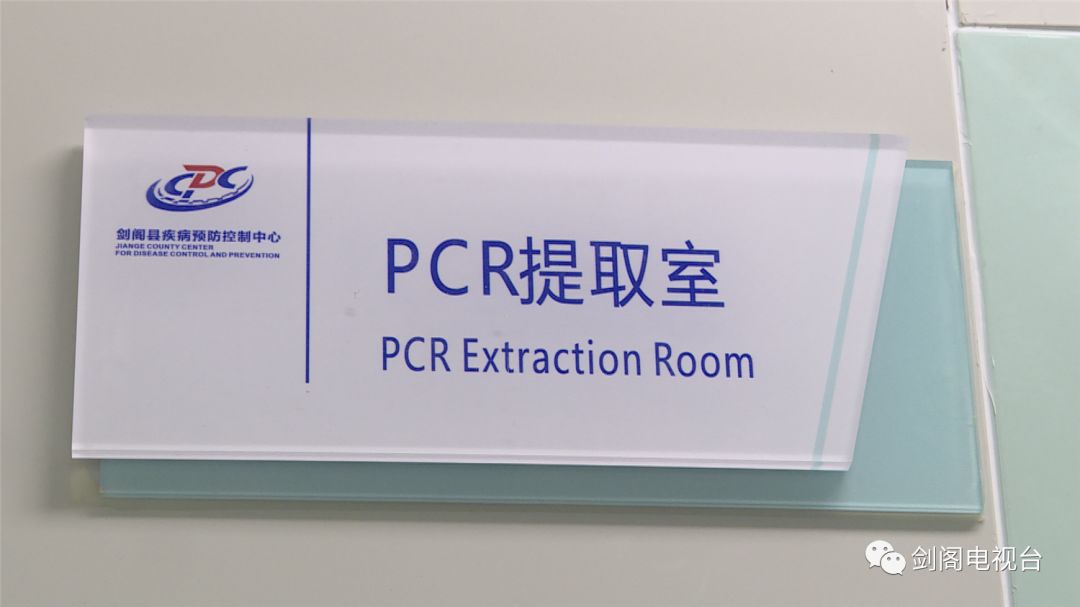 CDC
剑阁县疾病预防控制中心
JIANGE COUNTY CENTER
FOR DISEASE CONTROL AND PREVENTION
PCR提取室
PCR Extraction Room
剑阁电视台